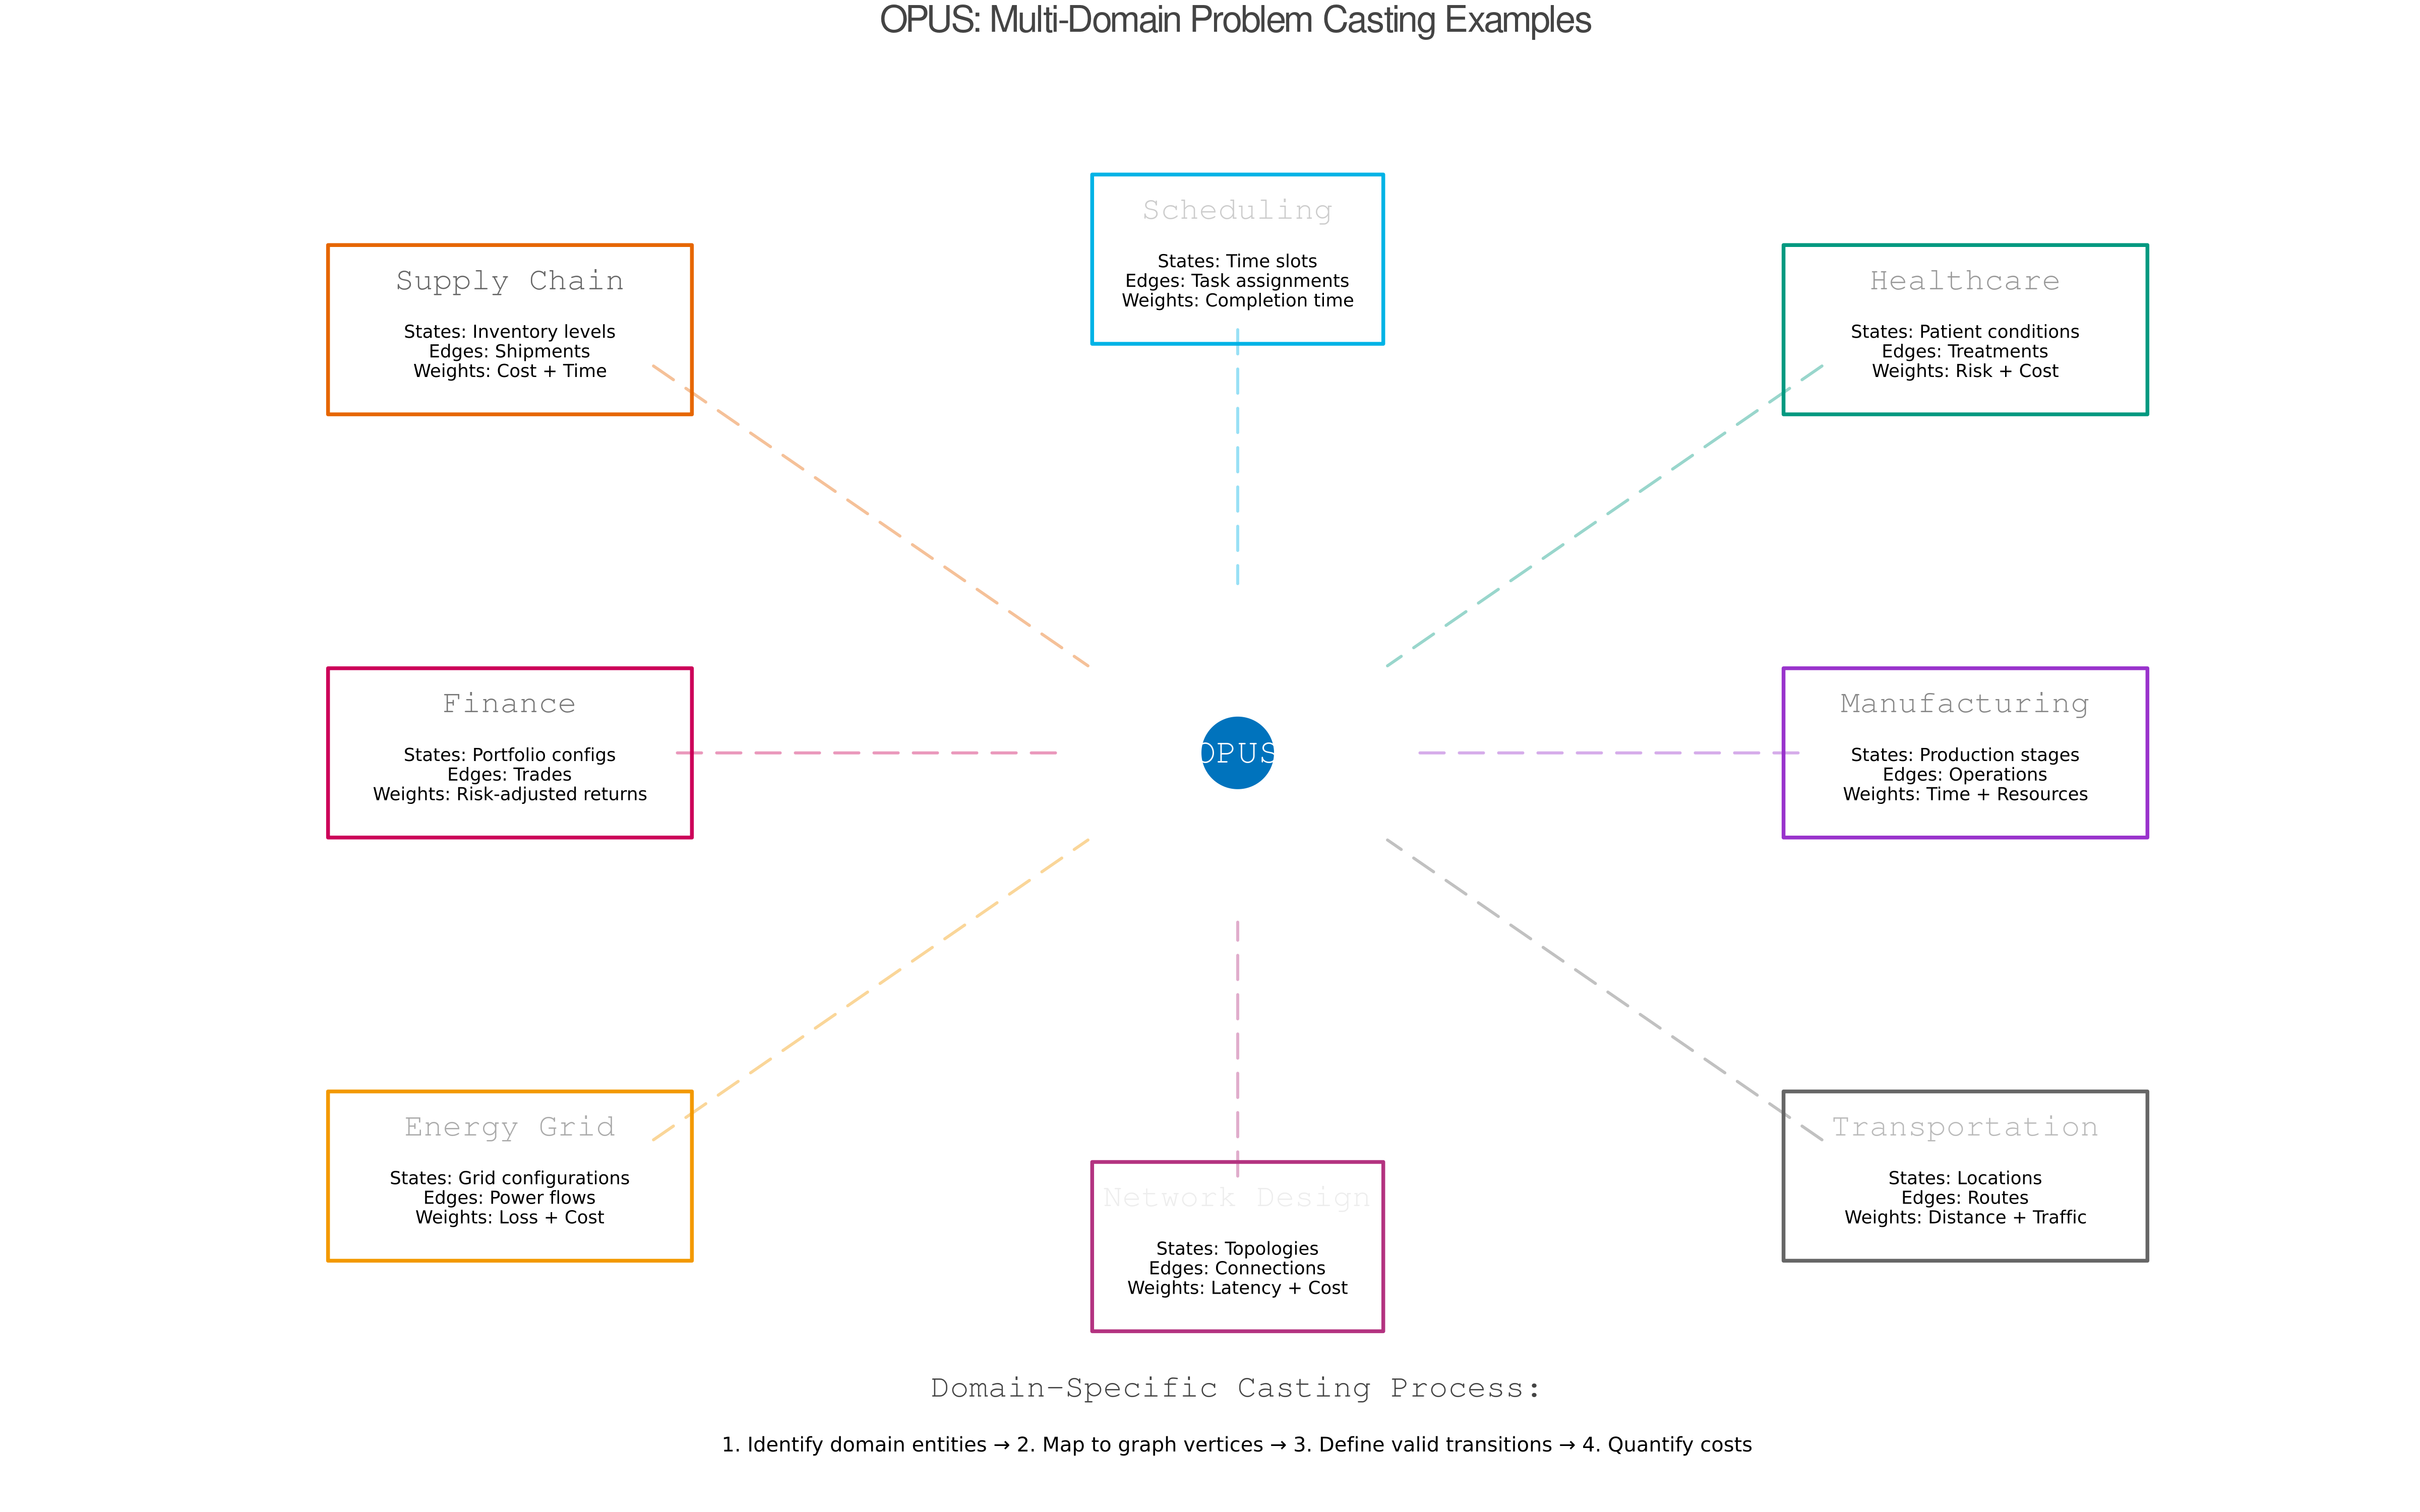 OPUS: Multi-Domain Problem Casting Examples
Scheduling
States: Time slots
Edges: Task assignments
Weights: Completion time
Supply Chain
States: Inventory levels
Edges: Shipments
Weights: Cost + Time
Healthcare
States: Patient conditions
Edges: Treatments
Weights: Risk + Cost
Finance
States: Portfolio configs
Edges: Trades
Weights: Risk-adjusted returns
OPUS
Manufacturing
States: Production stages
Edges: Operations
Weights: Time + Resources
Energy Grid
States: Grid configurations
Edges: Power flows
Weights: Loss + Cost
Network Design
States: Topologies
Edges: Connections
Weights: Latency + Cost
Transportation
States: Locations
Edges: Routes
Weights: Distance + Traffic
Domain-Specific Casting Process:
1. Identify domain entities → 2. Map to graph vertices → 3. Define valid transitions → 4. Quantify costs